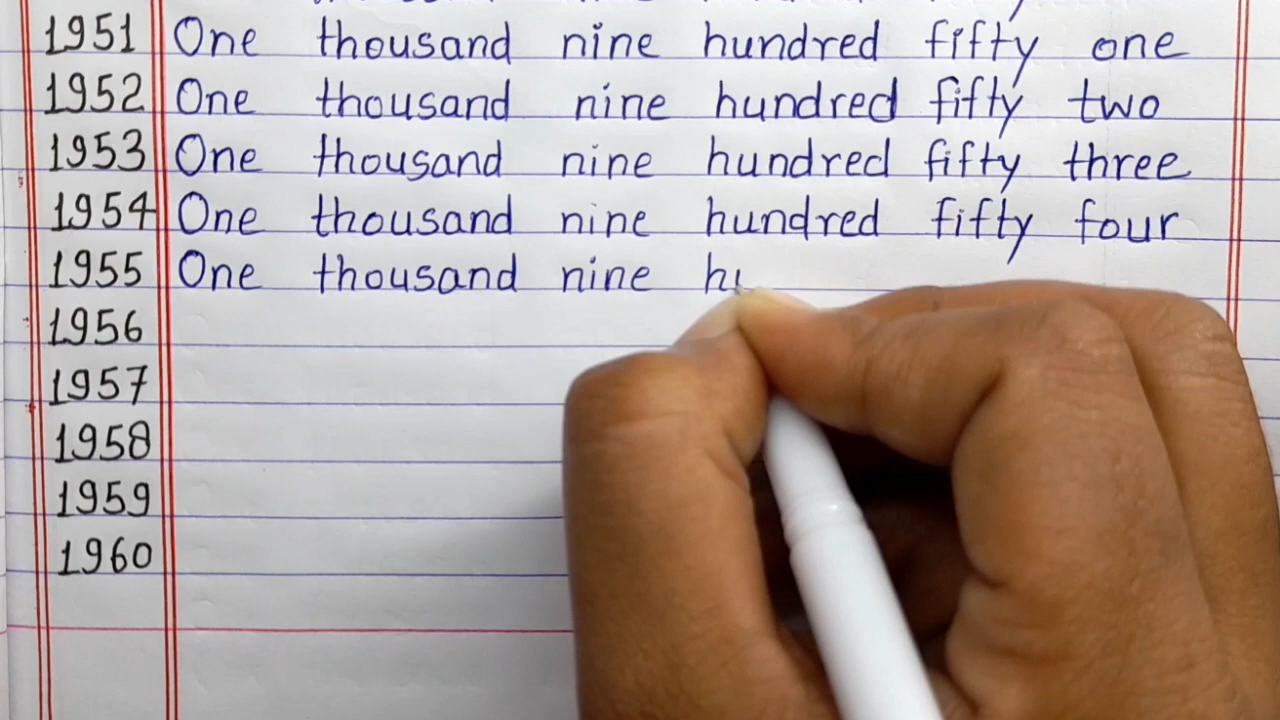 1951 One thousand nine hundred fifty one
1952 One thousand nine hundred fifty two
1953 One thousand nine hundred fifty three
1954 One thousand nine hundred fifty four
1955 One thousand nine
1956
1957
1958
1959
1960